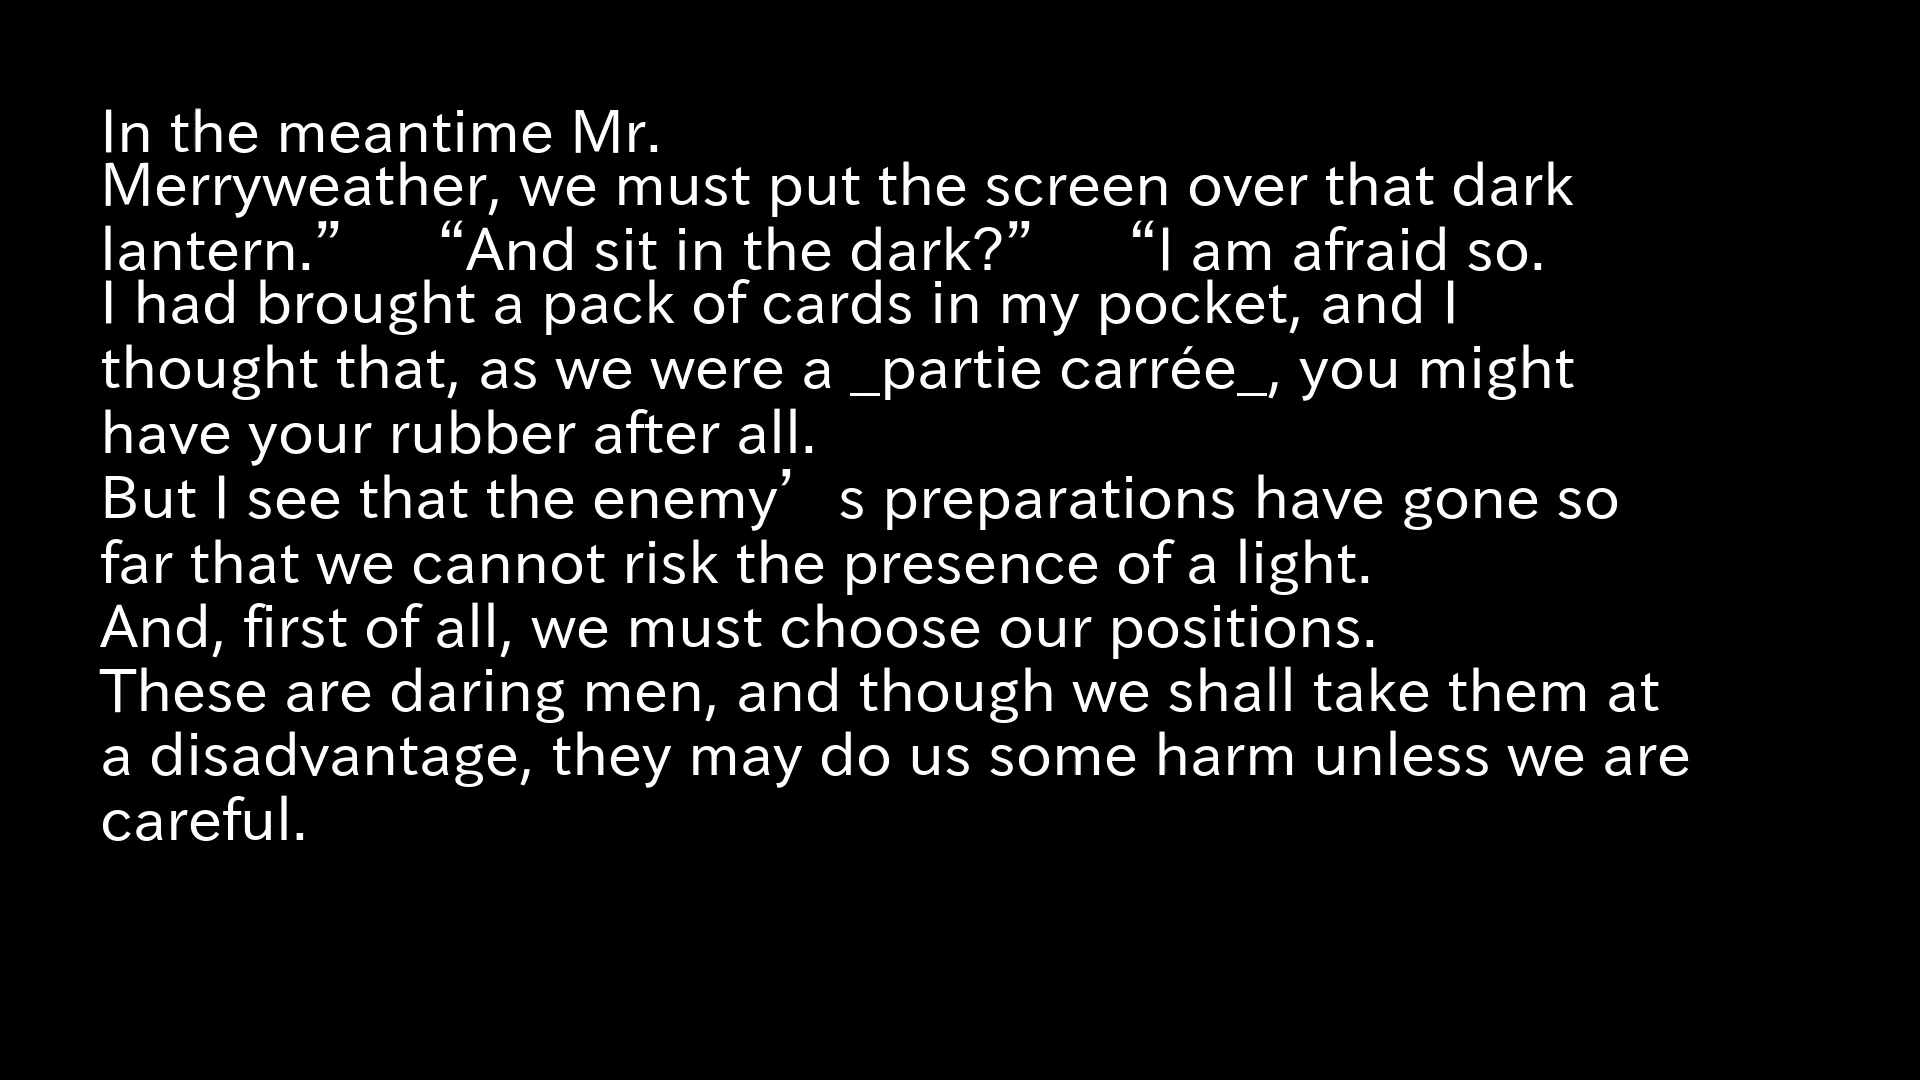 In the meantime Mr.
Merryweather, we must put the screen over that dark
lantern.” “And sit in the dark?” “I am afraid so.
I had brought a pack of cards in my pocket, and I
thought that, as we were a _partie carrée_, you might
have your rubber after all.
But I see that the enemy’s preparations have gone so
far that we cannot risk the presence of a light.
And, first of all, we must choose our positions.
These are daring men, and though we shall take them at
a disadvantage, they may do us some harm unless we are
careful.